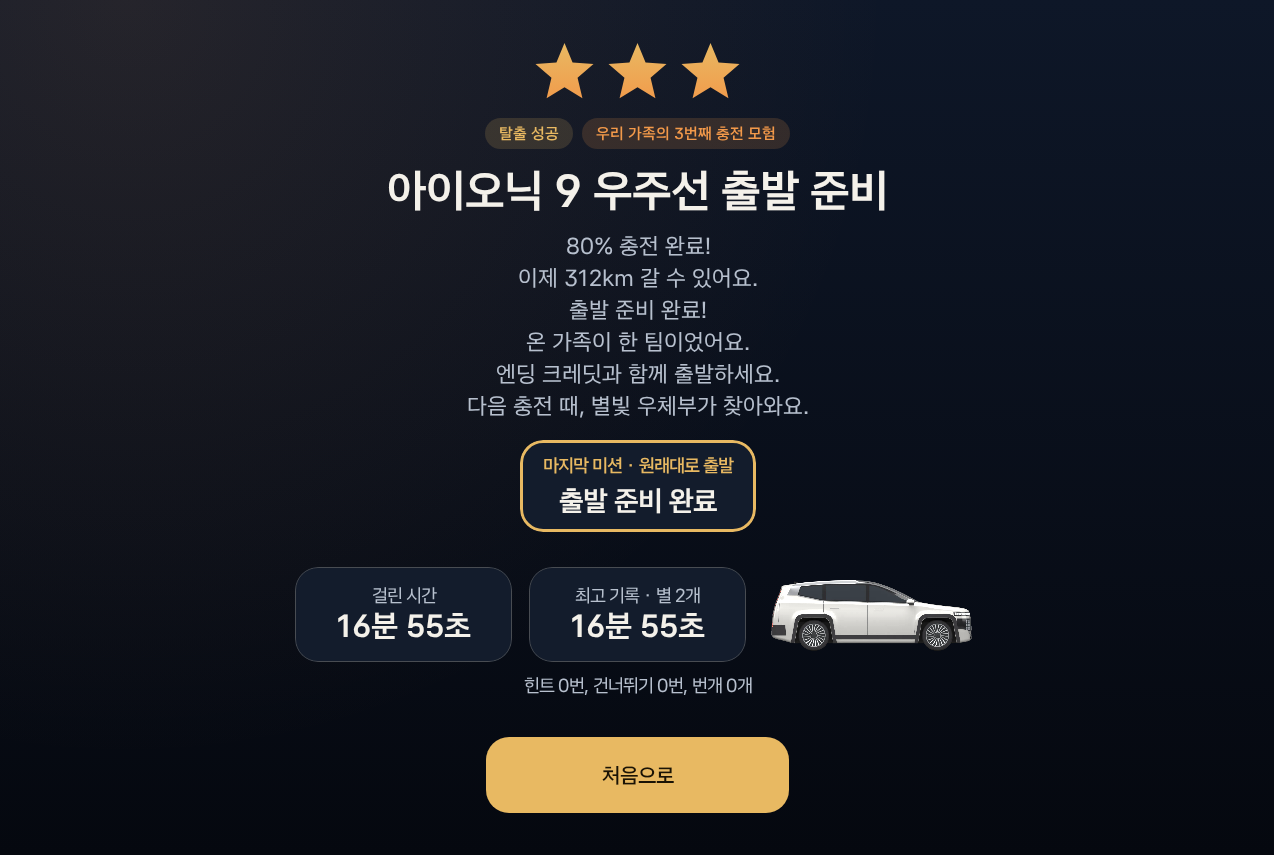 탈출 성공
우리 가족의 3번째 충전 모험
아이오닉 9 우주선 출발 준비
80% 충전 완료!
이제 312km 갈 수 있어요.
출발 준비 완료!
온 가족이 한 팀이었어요.
엔딩 크레딧과 함께 출발하세요.
다음 충전 때, 별빛 우체부가 찾아와요.
마지막 미션 · 원래대로 출발
출발 준비 완료
걸린 시간
16분 55초
최고 기록 · 별 2개
16분 55초
힌트 0번, 건너뛰기 0번, 번개 0개
처음으로